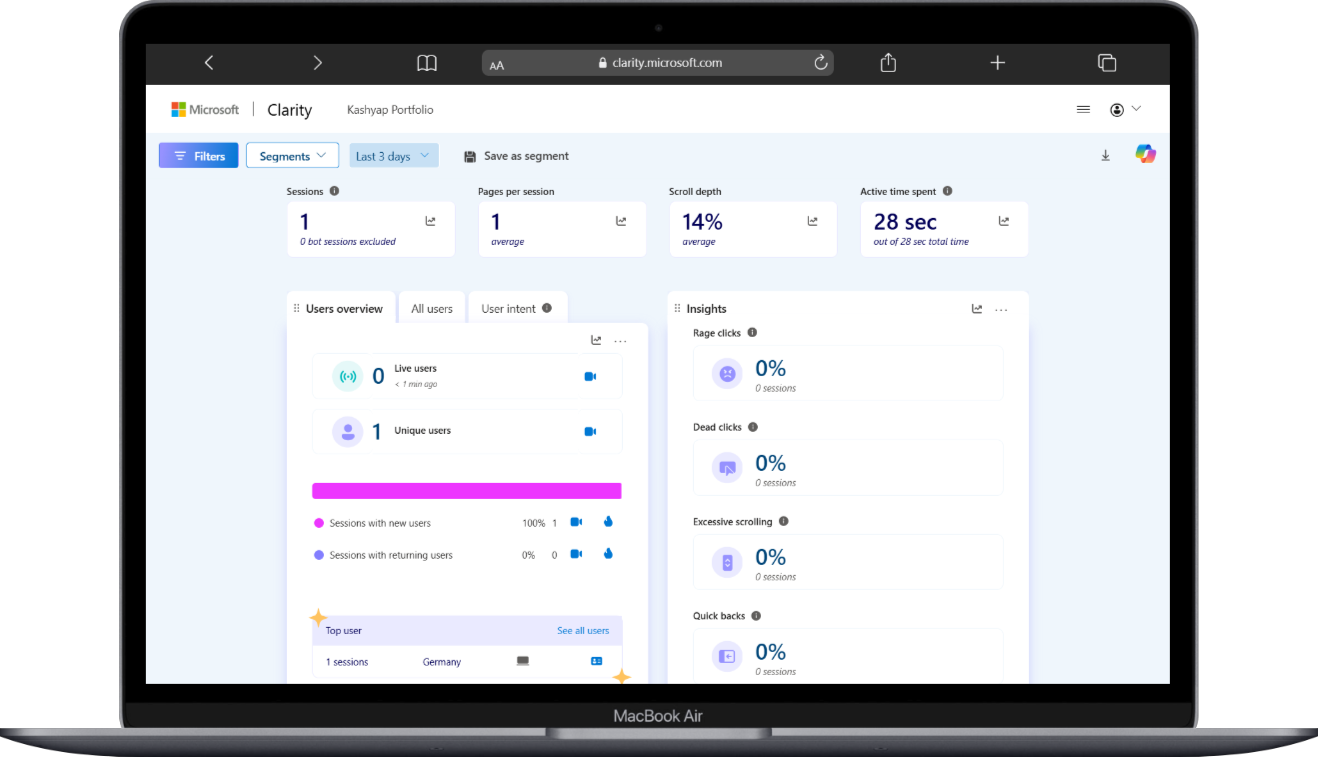 AA clarity.microsoft.com
Microsoft | Clarity Kashyap Portfolio
Filters Segments Last 3 days Save as segment
Sessions Pages per session Scroll depth Active time spent
1 1 14% 28 sec
0 bot sessions excluded average average out of 28 sec total time
Users overview All users User intent
0 Live users
< 1 min ago
1 Unique users
Sessions with new users 100% 1
Sessions with returning users 0% 0
Top user See all users
1 sessions Germany
Insights
Rage clicks
0%
0 sessions
Dead clicks
0%
0 sessions
Excessive scrolling
0%
0 sessions
Quick backs
0%
0 sessions
MacBook Air